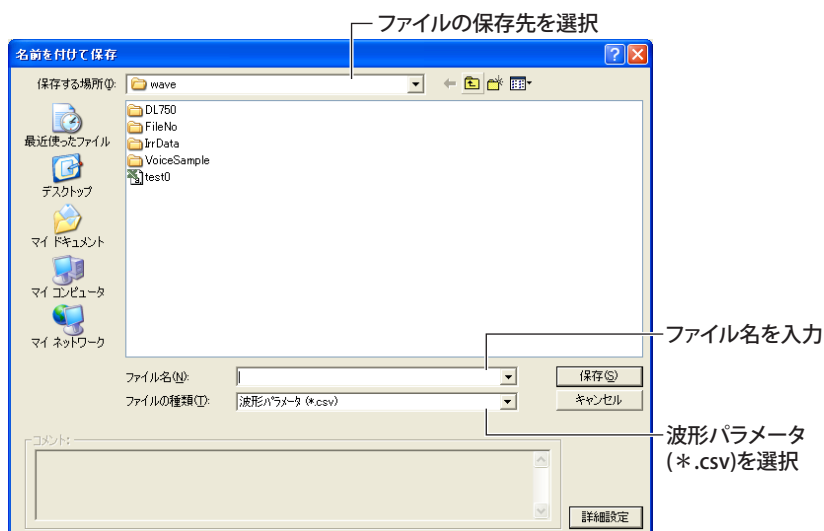 ファイルの保存先を選択
名前を付けて保存
保存する場所(I):
wave
DL750
FileNo
IrrData
VoiceSample
test0
最近使ったファイル
デスクトップ
マイ ドキュメント
マイ コンピュータ
マイ ネットワーク
ファイル名を入力
ファイル名(N):
保存(S)
ファイルの種類(T):
波形パラメータ (*.csv)
キャンセル
波形パラメータ
(＊.csv)を選択
コメント:
詳細設定